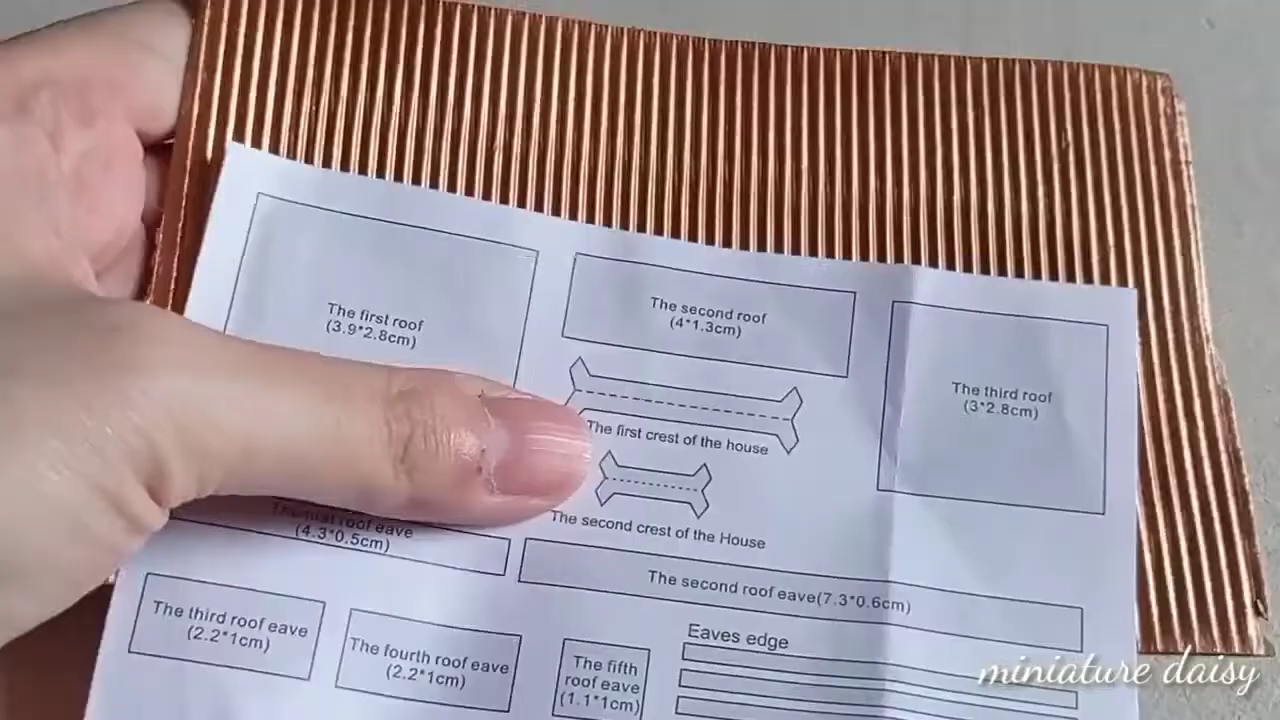 The first roof
(3.9*2.8cm)
The second roof
(4*1.3cm)
The third roof
(3*2.8cm)
The first crest of the house
The second crest of the House
roof eave
(4.3*0.5cm)
The second roof eave(7.3*0.6cm)
The third roof eave
(2.2*1cm)
The fourth roof eave
(2.2*1cm)
The fifth
roof eave
(1.1*1cm)
Eaves edge
miniature daisy